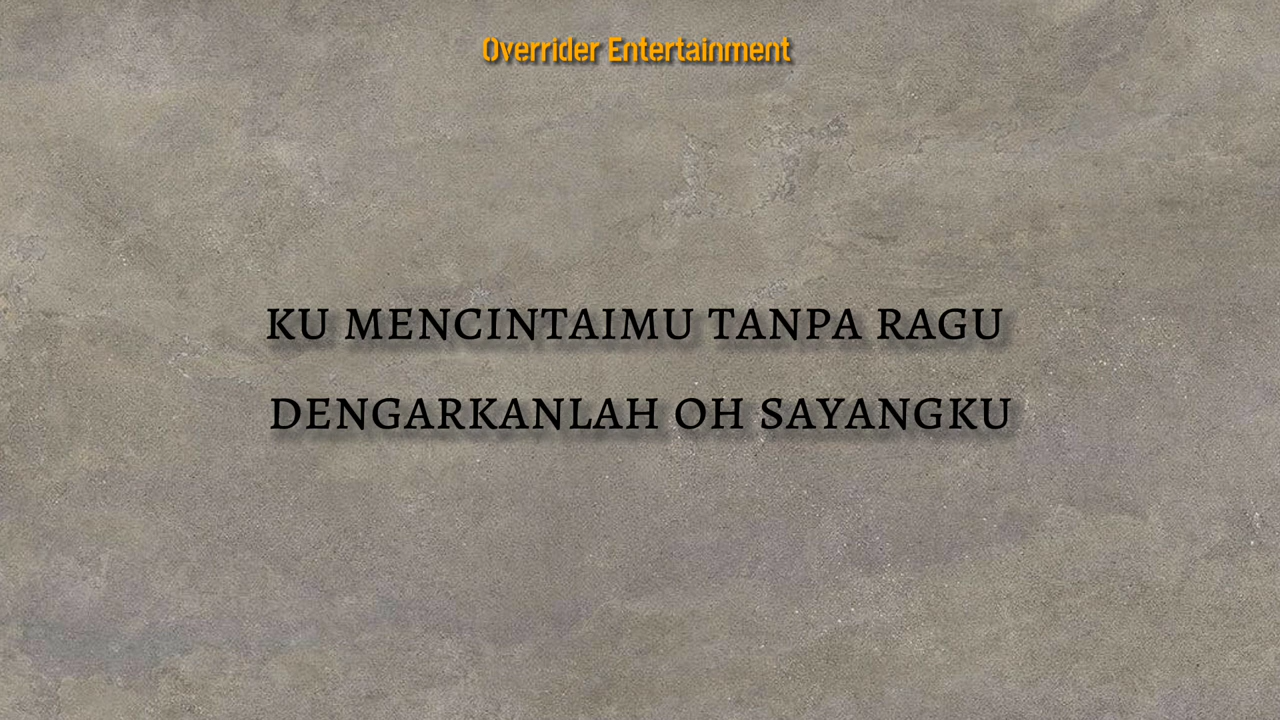 Overrider Entertainment
KU MENCINTAIMU TANPA RAGU
DENGARKANLAH OH SAYANGKU